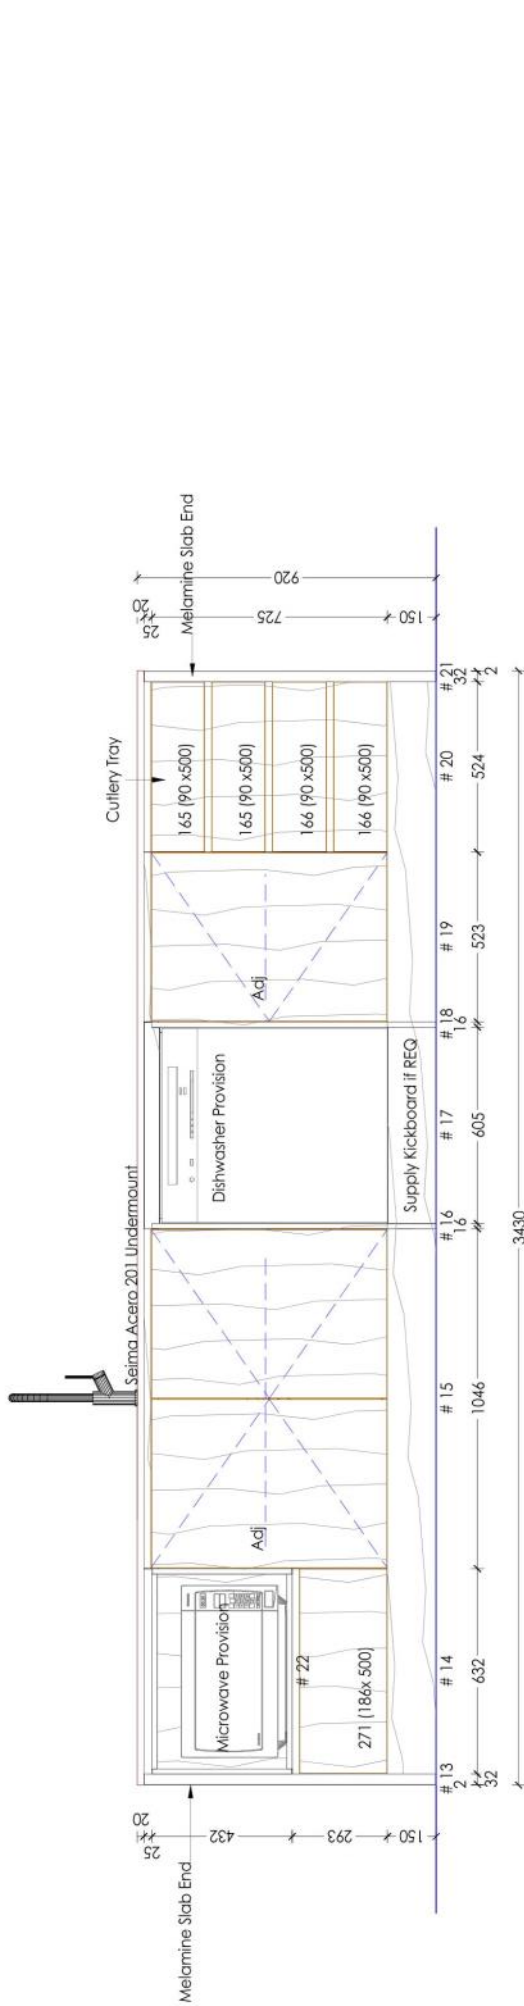 Seima Acero 201 Undermount
Cutlery Tray
Melamine Slab End
Melamine Slab End
20
25
432
293
150
Microwave Provision
# 22
271 (186x 500)
Adj
Dishwasher Provision
Supply Kickboard if REQ
Adj
165 (90 x500)
165 (90 x500)
166 (90 x500)
166 (90 x500)
20
25
725
150
920
# 13 # 14 # 15 # 16 # 17 # 18 # 19 # 20 # 21
2 32 632 1046 16 605 16 523 524 32 2
3430